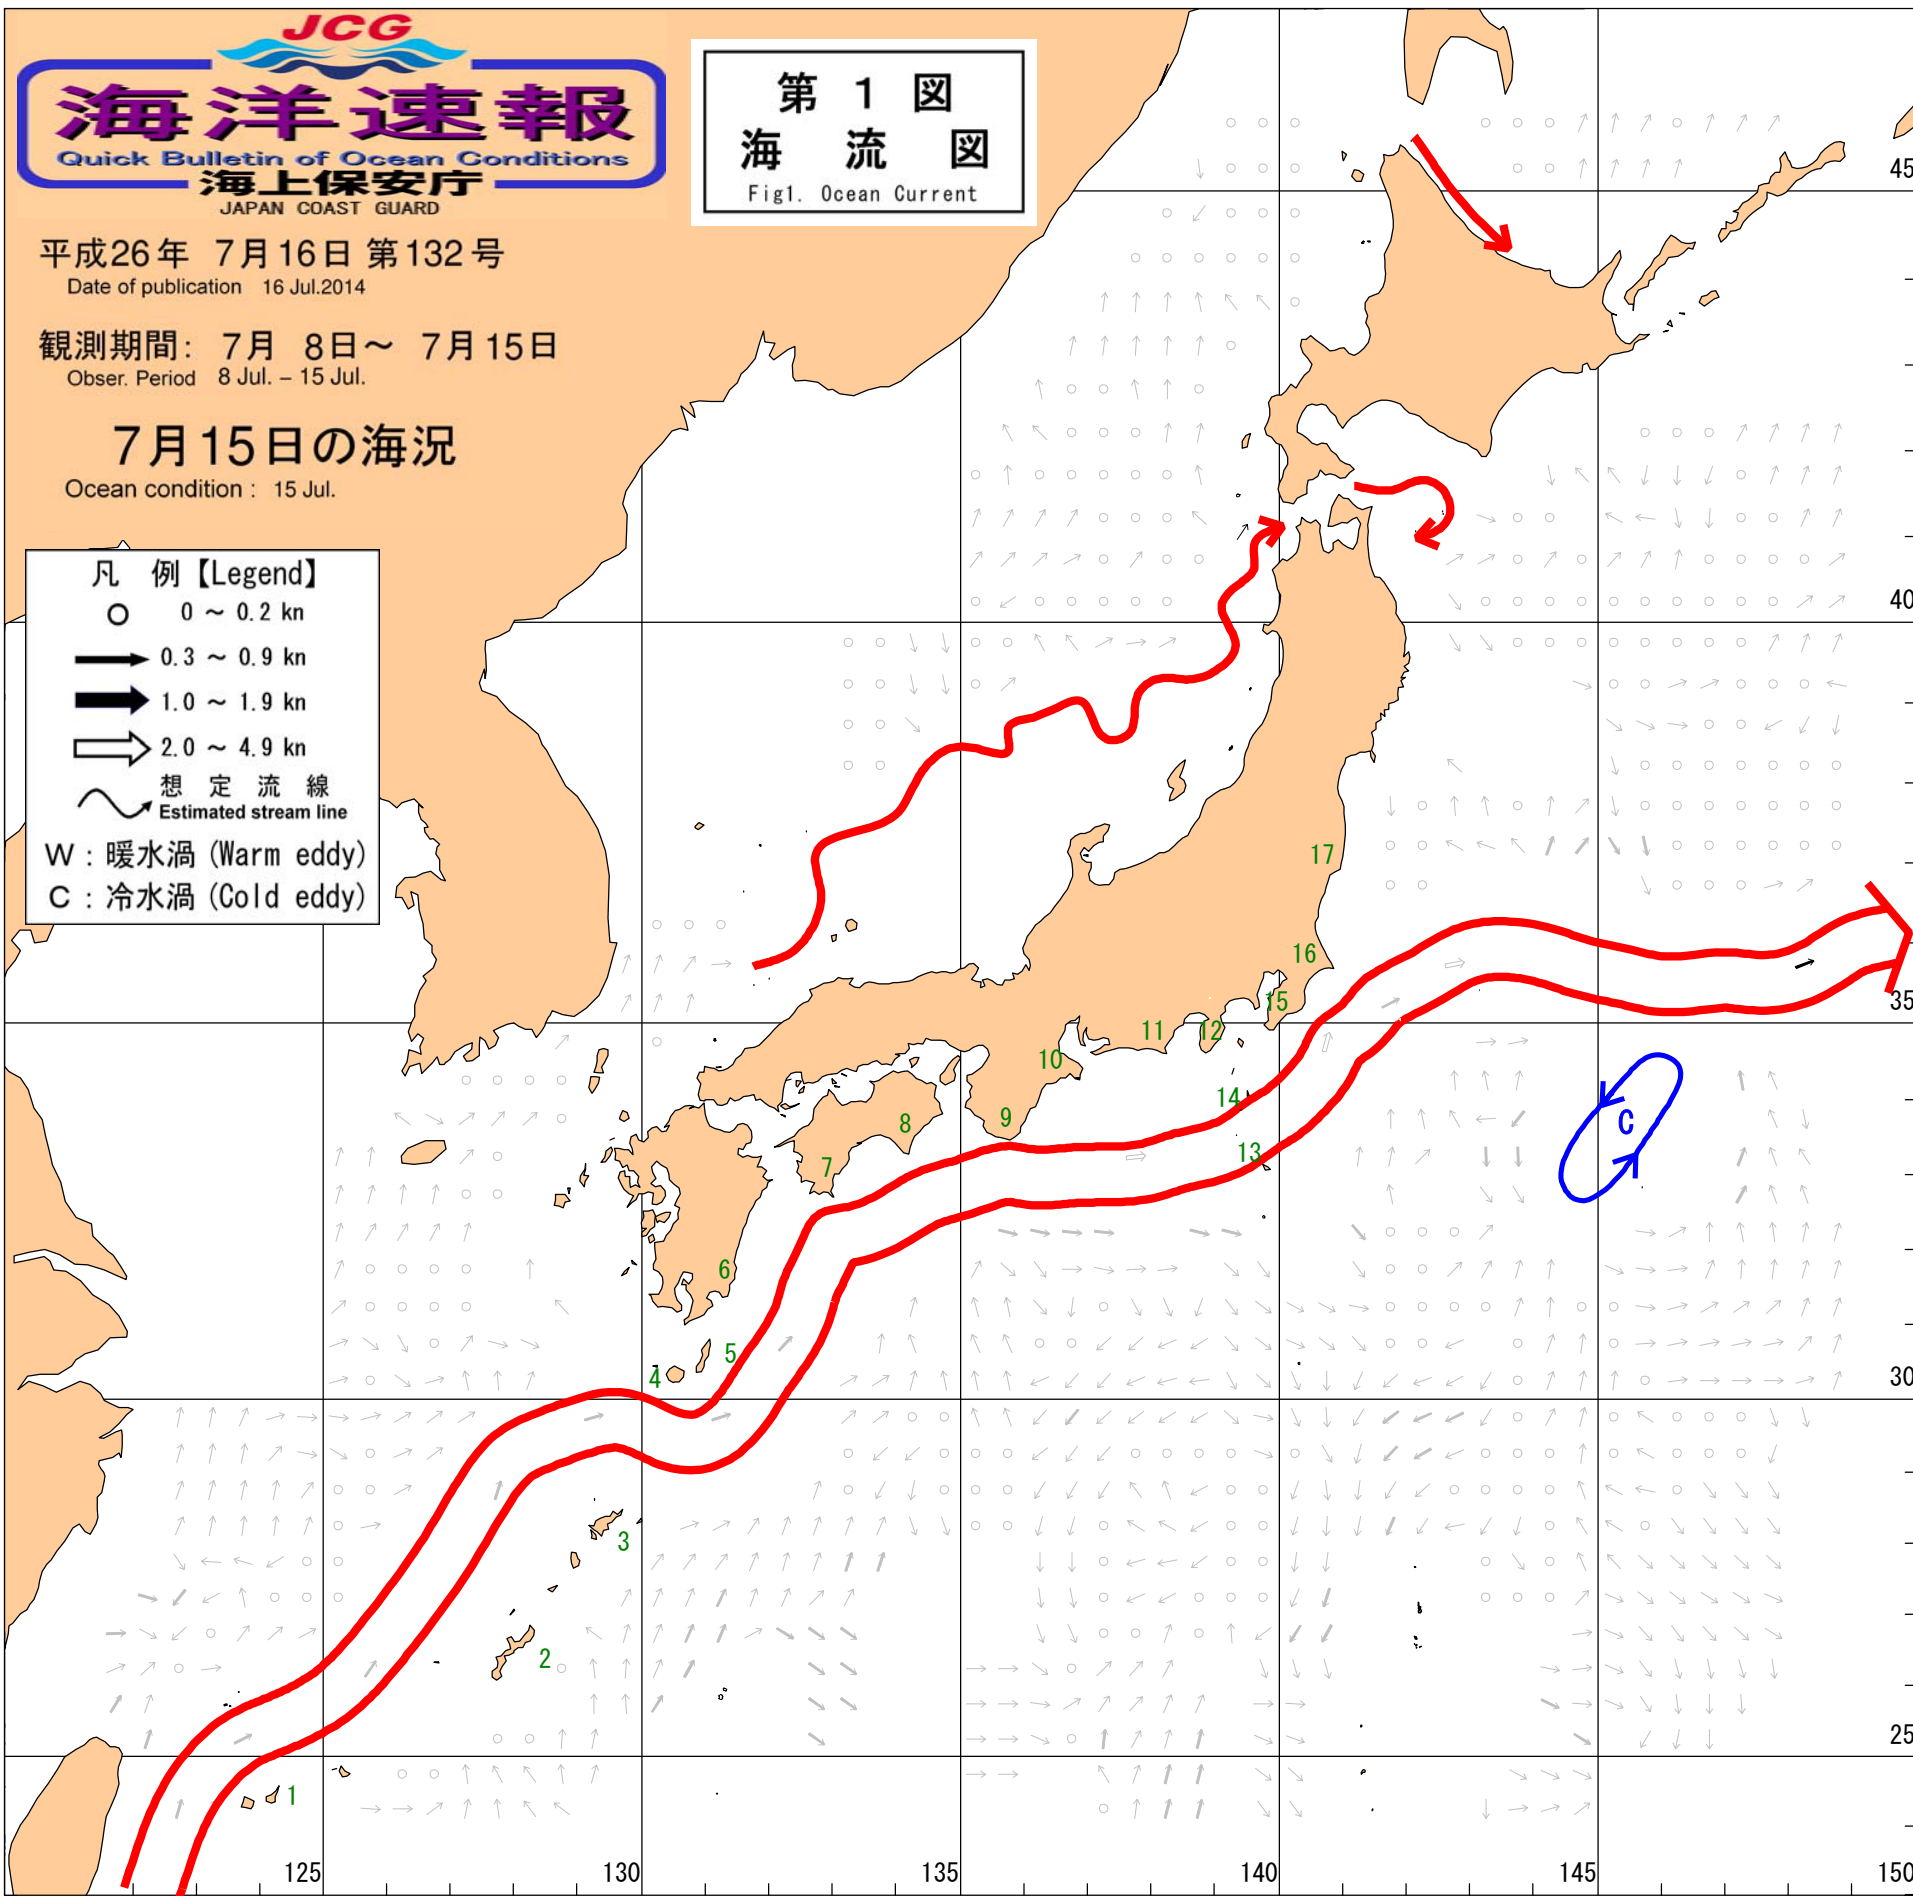 JCG
海洋速報
Quick Bulletin of Ocean Conditions
海上保安庁
JAPAN COAST GUARD
第 1 図
海 流 図
Fig1. Ocean Current
平成26年 7月16日 第132号
Date of publication 16 Jul.2014
観測期間: 7月 8日～ 7月15日
Obser. Period 8 Jul. – 15 Jul.
7月15日の海況
Ocean condition : 15 Jul.
凡 例【Legend】
0 ～ 0.2 kn
0.3 ～ 0.9 kn
1.0 ～ 1.9 kn
2.0 ～ 4.9 kn
想 定 流 線
Estimated stream line
W : 暖水渦 (Warm eddy)
C : 冷水渦 (Cold eddy)
45
40
17
16
35
15
12
11
10
14
9
8
C
13
7
6
5
4
30
3
2
25
1
125
130
135
140
145
150